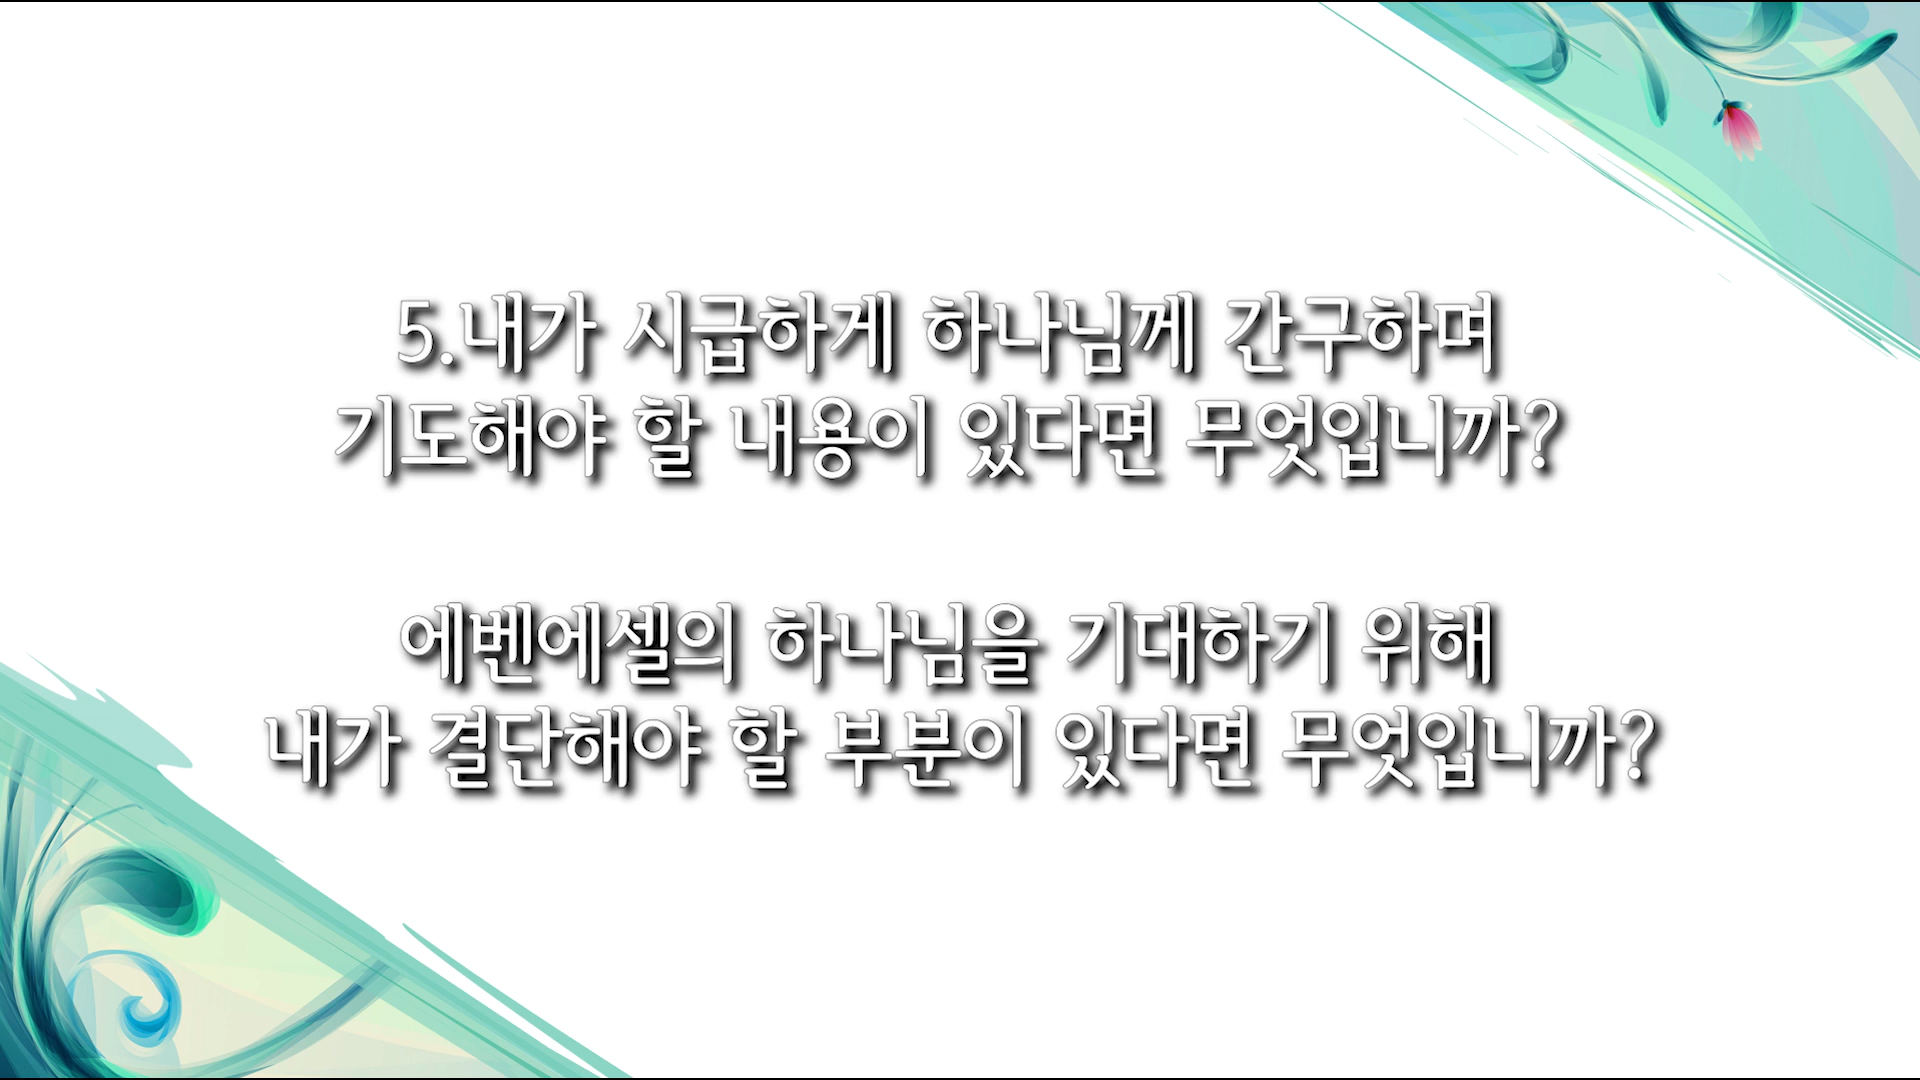 5.내가 시급하게 하나님께 간구하며
기도해야 할 내용이 있다면 무엇입니까?
에벤에셀의 하나님을 기대하기 위해
내가 결단해야 할 부분이 있다면 무엇입니까?